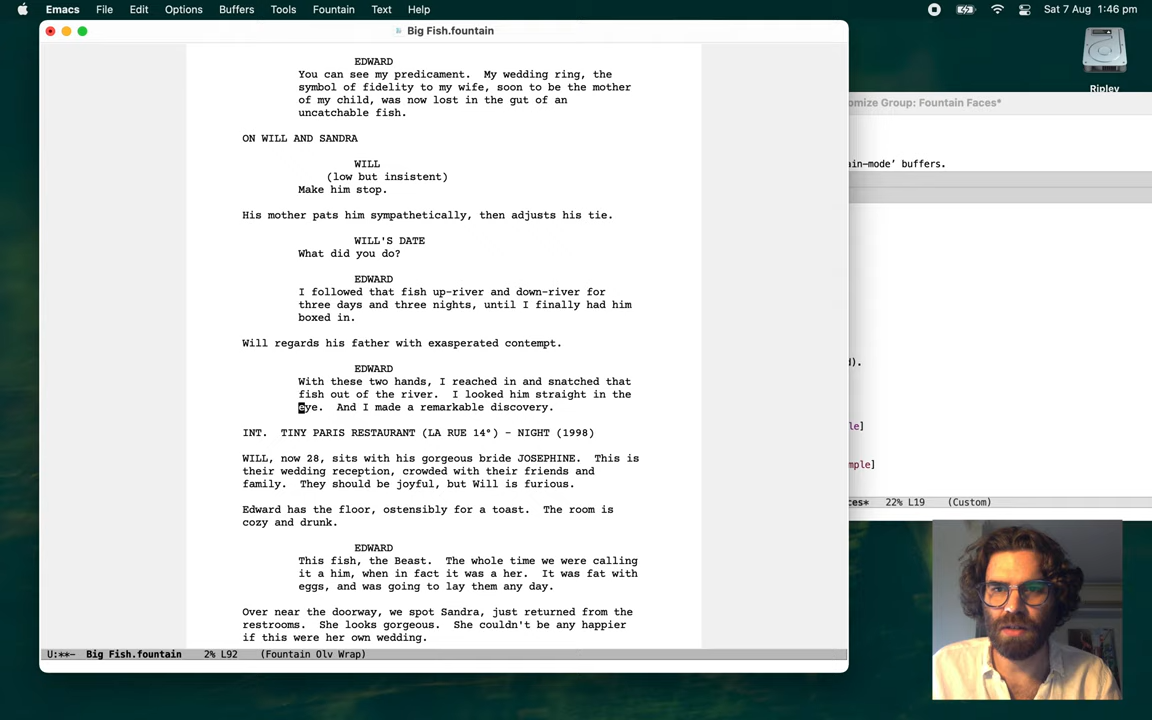 Emacs File Edit Options Buffers Tools Fountain Text Help Sat 7 Aug 1:46 pm
Big Fish.fountain
EDWARD
You can see my predicament. My wedding ring, the
symbol of fidelity to my wife, soon to be the mother
of my child, was now lost in the gut of an
uncatchable fish.
ON WILL AND SANDRA
WILL
(low but insistent)
Make him stop.
His mother pats him sympathetically, then adjusts his tie.
WILL'S DATE
What did you do?
EDWARD
I followed that fish up-river and down-river for
three days and three nights, until I finally had him
boxed in.
Will regards his father with exasperated contempt.
EDWARD
With these two hands, I reached in and snatched that
fish out of the river. I looked him straight in the
eye. And I made a remarkable discovery.
INT. TINY PARIS RESTAURANT (LA RUE 14°) - NIGHT (1998)
WILL, now 28, sits with his gorgeous bride JOSEPHINE. This is
their wedding reception, crowded with their friends and
family. They should be joyful, but Will is furious.
Edward has the floor, ostensibly for a toast. The room is
cozy and drunk.
EDWARD
This fish, the Beast. The whole time we were calling
it a him, when in fact it was a her. It was fat with
eggs, and was going to lay them any day.
Over near the doorway, we spot Sandra, just returned from the
restrooms. She looks gorgeous. She couldn't be any happier
if this were her own wedding.
U:**- Big Fish.fountain 2% L92 (Fountain Olv Wrap)
Ripley
omize Group: Fountain Faces*
ain-mode’ buffers.
d).
le]
mple]
ces* 22% L19 (Custom)